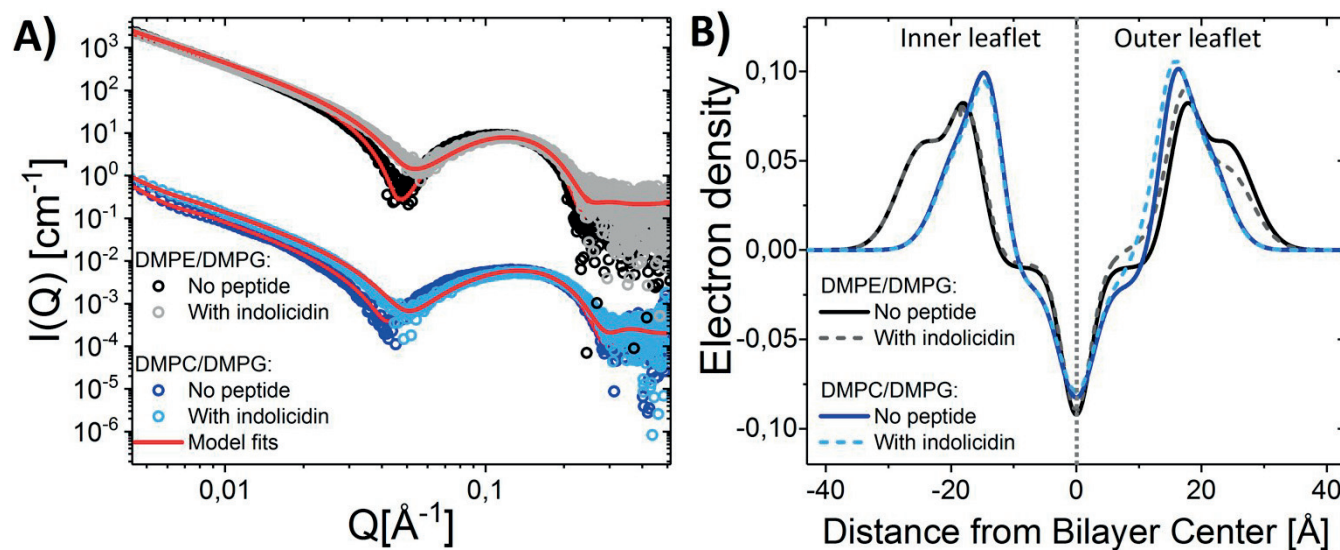 A)
I(Q) [cm⁻¹]
10³
10²
10¹
10⁰
10⁻¹
10⁻²
10⁻³
10⁻⁴
10⁻⁵
10⁻⁶
DMPE/DMPG:
No peptide
With indolicidin
DMPC/DMPG:
No peptide
With indolicidin
Model fits
0,01
0,1
Q[Å⁻¹]
B)
Inner leaflet
Outer leaflet
Electron density
0,10
0,05
0,00
-0,05
-0,10
DMPE/DMPG:
No peptide
With indolicidin
DMPC/DMPG:
No peptide
With indolicidin
-40 -20 0 20 40
Distance from Bilayer Center [Å]